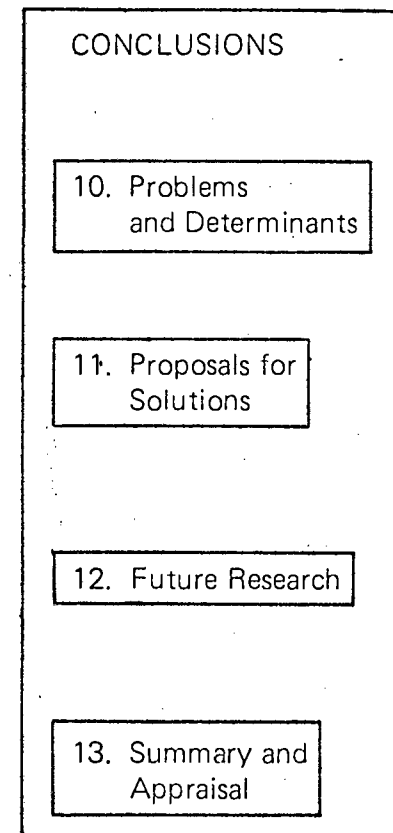 CONCLUSIONS
10. Problems
and Determinants
11. Proposals for
Solutions
12. Future Research
13. Summary and
Appraisal